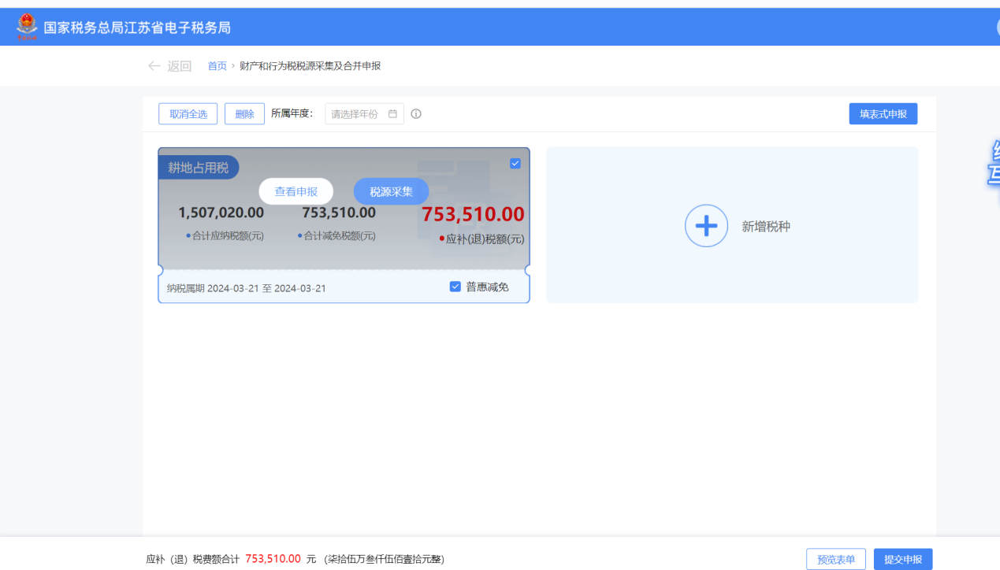 国家税务总局江苏省电子税务局
返回 首页 › 财产和行为税税源采集及合并申报
取消全选 删除 所属年度： 请选择年份 填表式申报
耕地占用税
查看申报 税源采集
1,507,020.00 753,510.00 753,510.00
合计应纳税额(元) 合计减免税额(元) 应补(退)税额(元)
纳税属期 2024-03-21 至 2024-03-21 普惠减免
新增税种
应补（退）税费额合计 753,510.00 元 （柒拾伍万叁仟伍佰壹拾元整）
预览表单 提交申报